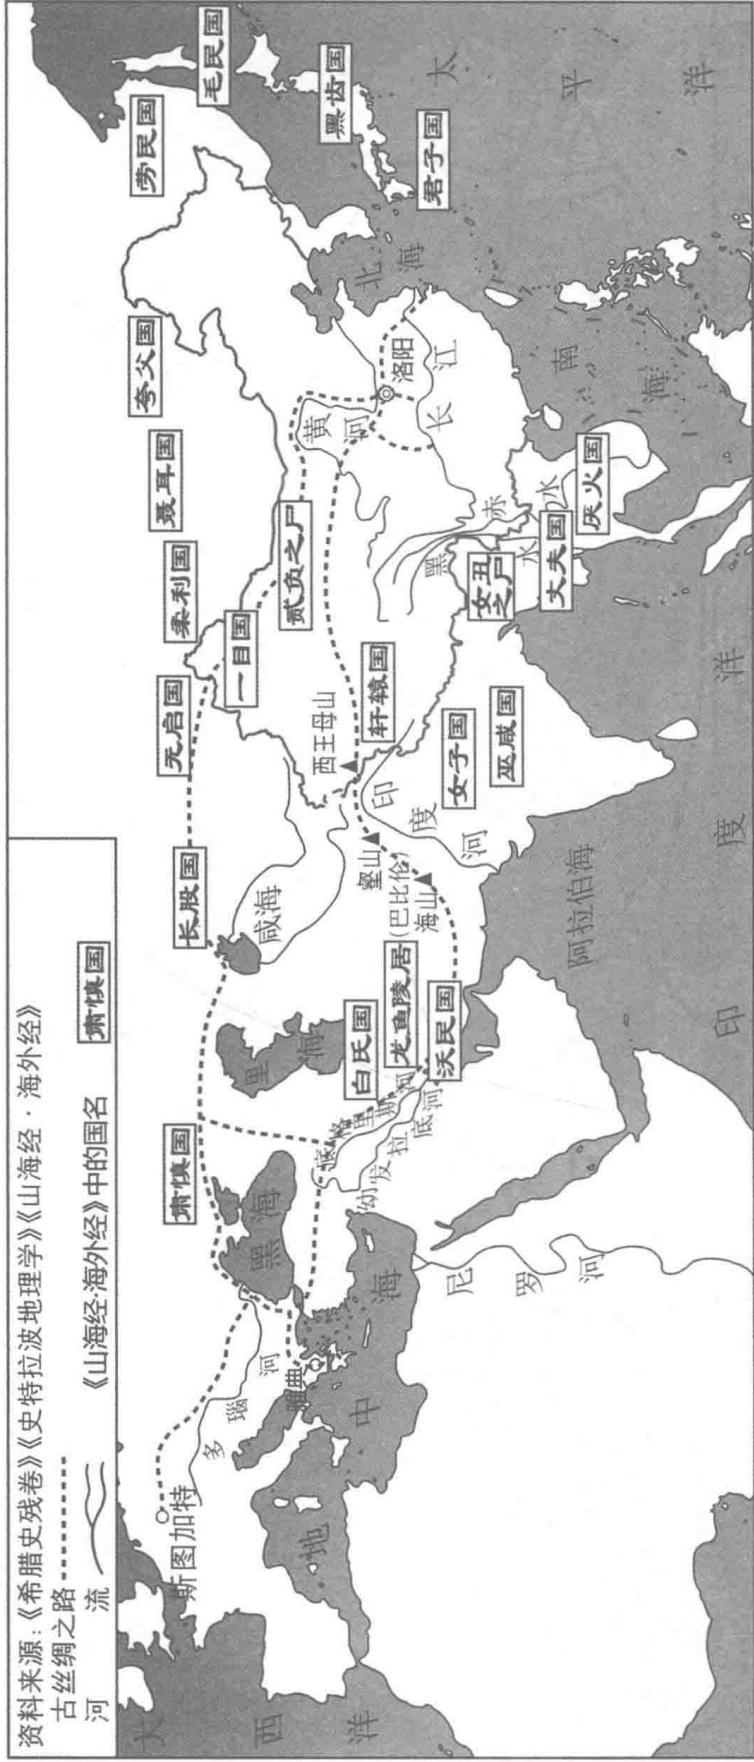 资料来源：《希腊史残卷》《史特拉波地理学》《山海经·海外经》
古丝绸之路
河 流
《山海经·海外经》中的国名
肃慎国
大西洋
斯图加特
多瑙河
雅典
地中海
黑海
肃慎国
尼罗河
底格里斯河
幼发拉底河
里海
白氏国
龙鱼陵居
沃民国
长股国
咸海
无启国
柔利国
一目国
聂耳国
夸父国
劳民国
毛民国
黑齿国
君子国
太平洋
北海
洛阳
黄河
长江
贰负之尸
西王母山
轩辕国
壑山
(巴比伦)
海山
印度河
女子国
巫咸国
女丑之尸
丈夫国
厌火国
黑水
赤水
南海
阿拉伯海
印度洋